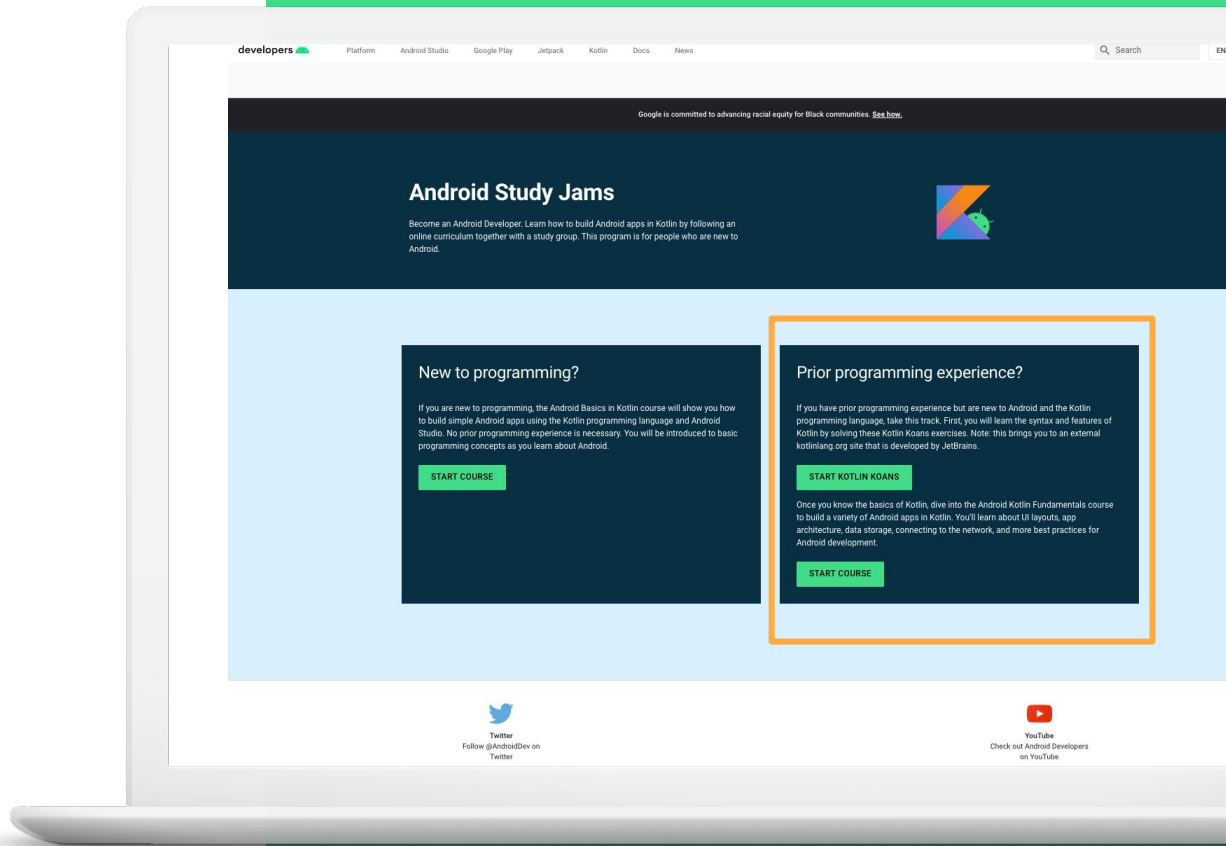 developers
Platform Android Studio Google Play Jetpack Kotlin Docs News
Search
EN
Google is committed to advancing racial equity for Black communities. See how.
Android Study Jams
Become an Android Developer. Learn how to build Android apps in Kotlin by following an
online curriculum together with a study group. This program is for people who are new to
Android.
New to programming?
If you are new to programming, the Android Basics in Kotlin course will show you how
to build simple Android apps using the Kotlin programming language and Android
Studio. No prior programming experience is necessary. You will be introduced to basic
programming concepts as you learn about Android.
START COURSE
Prior programming experience?
If you have prior programming experience but are new to Android and the Kotlin
programming language, take this track. First, you will learn the syntax and features of
Kotlin by solving these Kotlin Koans exercises. Note: this brings you to an external
kotlinlang.org site that is developed by JetBrains.
START KOTLIN KOANS
Once you know the basics of Kotlin, dive into the Android Kotlin Fundamentals course
to build a variety of Android apps in Kotlin. You'll learn about UI layouts, app
architecture, data storage, connecting to the network, and more best practices for
Android development.
START COURSE
Twitter
Follow @AndroidDev on
Twitter
YouTube
Check out Android Developers
on YouTube